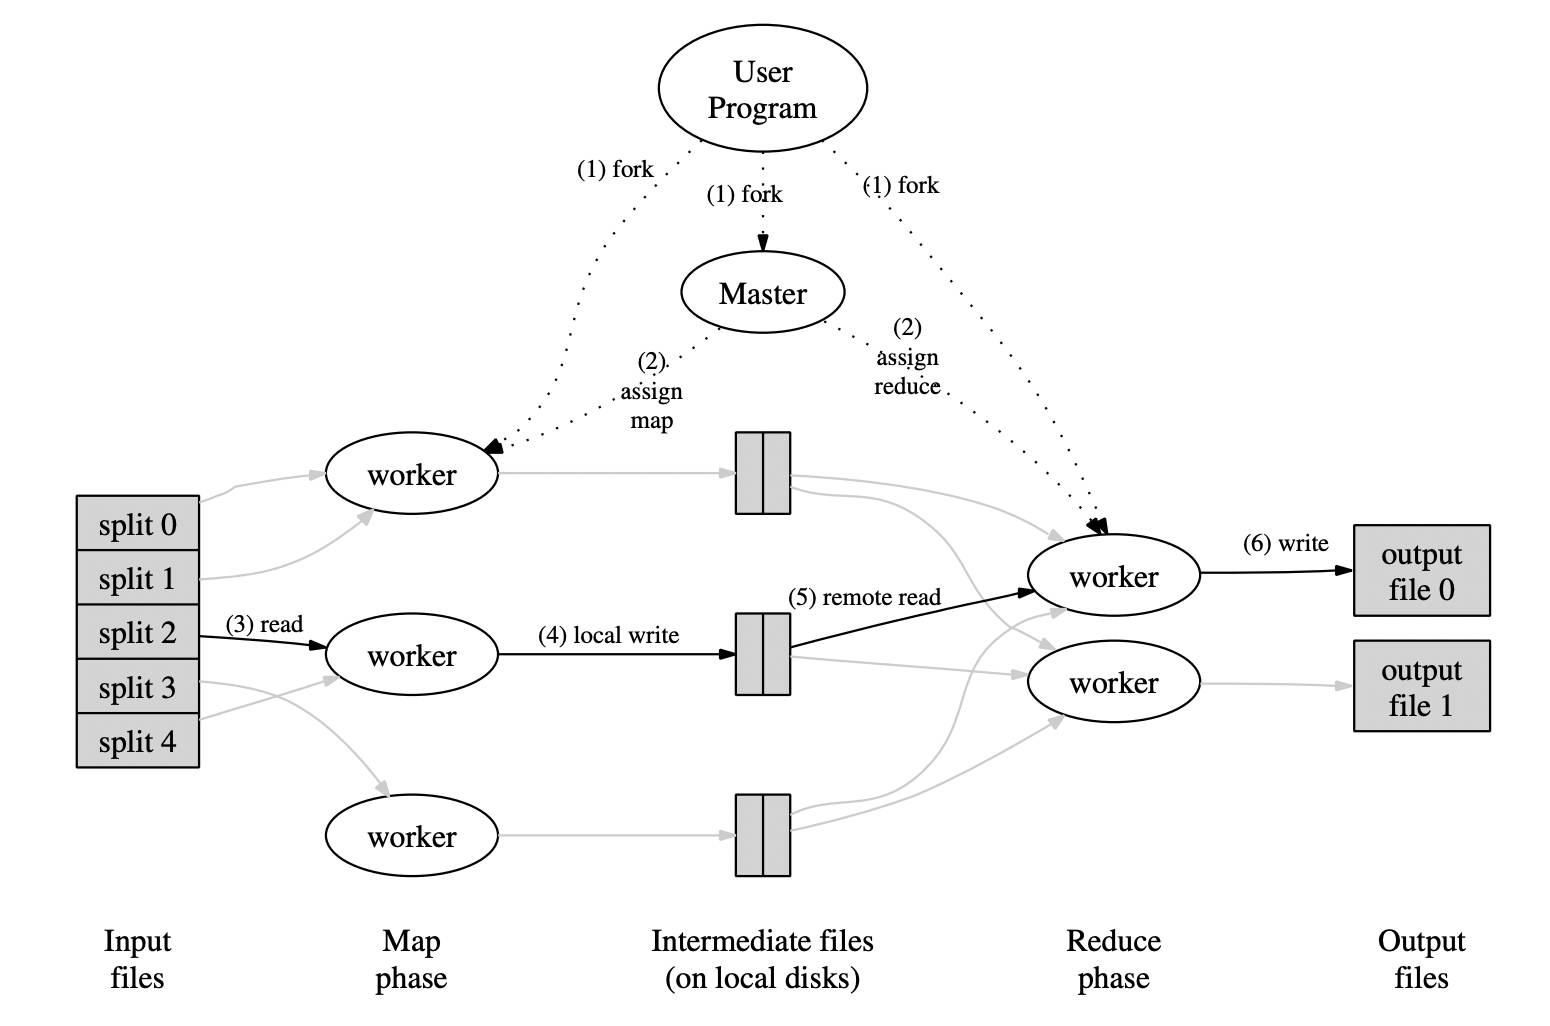 User
Program
(1) fork
(1) fork
(1) fork
Master
(2)
assign
map
(2)
assign
reduce
worker
split 0
split 1
split 2
split 3
split 4
(3) read
worker
(4) local write
worker
(5) remote read
worker
worker
(6) write
output
file 0
output
file 1
Input
files
Map
phase
Intermediate files
(on local disks)
Reduce
phase
Output
files